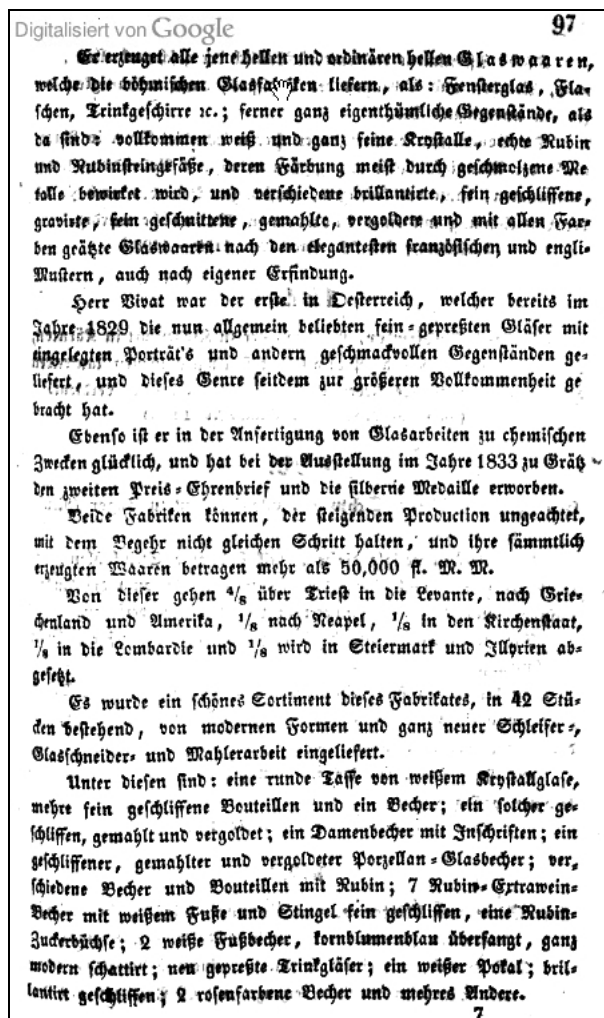 Digitalisiert von Google
97
Er erzeuget alle jene hellen und ordinären hellen Glaswaaren,
welche die böhmischen Glasfabriken liefern, als: Fensterglas, Fla-
schen, Trinkgeschirre ꝛc.; ferner ganz eigenthümliche Gegenstände, als
da sind: vollkommen weiß und ganz feine Krystalle, echte Rubin
und Rubinstringefäße, deren Färbung meist durch geschmolzene Me
talle bewirket wird, und verschiedene brillantirte, fein geschliffene,
gravirte, fein geschnittene, gemahlte, vergoldete und mit allen Far-
ben geätzte Glaswaaren nach den elegantesten französischen und engli-
Mustern, auch nach eigener Erfindung.
Herr Vivat war der erste in Oesterreich, welcher bereits im
Jahre 1829 die nun allgemein beliebten fein-gepreßten Gläser mit
eingelegten Porträt's und andern geschmackvollen Gegenständen ge-
liefert, und dieses Genre seitdem zur größeren Vollkommenheit ge
bracht hat.
Ebenso ist er in der Anfertigung von Glasarbeiten zu chemischen
Zwecken glücklich, und hat bei der Ausstellung im Jahre 1833 zu Grätz
den zweiten Preis-Ehrenbrief und die silberne Medaille erworben.
Beide Fabriken können, der steigenden Production ungeachtet,
mit dem Begehr nicht gleichen Schritt halten, und ihre sämmtlich
erzeugten Waaren betragen mehr als 50,000 fl. M. M.
Von dieser gehen 4/8 über Triest in die Levante, nach Grie-
chenland und Amerika, 1/8 nach Neapel, 1/8 in den Kirchenstaat,
1/8 in die Lombardie und 1/8 wird in Steiermark und Illyrien ab-
gesetzt.
Es wurde ein schönes Sortiment dieses Fabrikates, in 42 Stü-
cken bestehend, von modernen Formen und ganz neuer Schleifer-,
Glasschneider- und Mahlerarbeit eingeliefert.
Unter diesen sind: eine runde Tasse von weißem Krystallglase,
mehre fein geschliffene Bouteillen und ein Becher; ein solcher ge-
schliffen, gemahlt und vergoldet; ein Damenbecher mit Inschriften; ein
geschliffener, gemahlter und vergoldeter Porzellan-Glasbecher; ver-
schiedene Becher und Bouteillen mit Rubin; 7 Rubin-Extrawein-
Becher mit weißem Fuße und Stingel fein geschliffen, eine Rubin-
Zuckerbüchse; 2 weiße Fußbecher, kornblumenblau überfangt, ganz
modern schattirt; neu gepreßte Trinkgläser; ein weißer Pokal; bril-
lantirt geschliffen; 2 rosenfarbene Becher und mehres Andere.
7